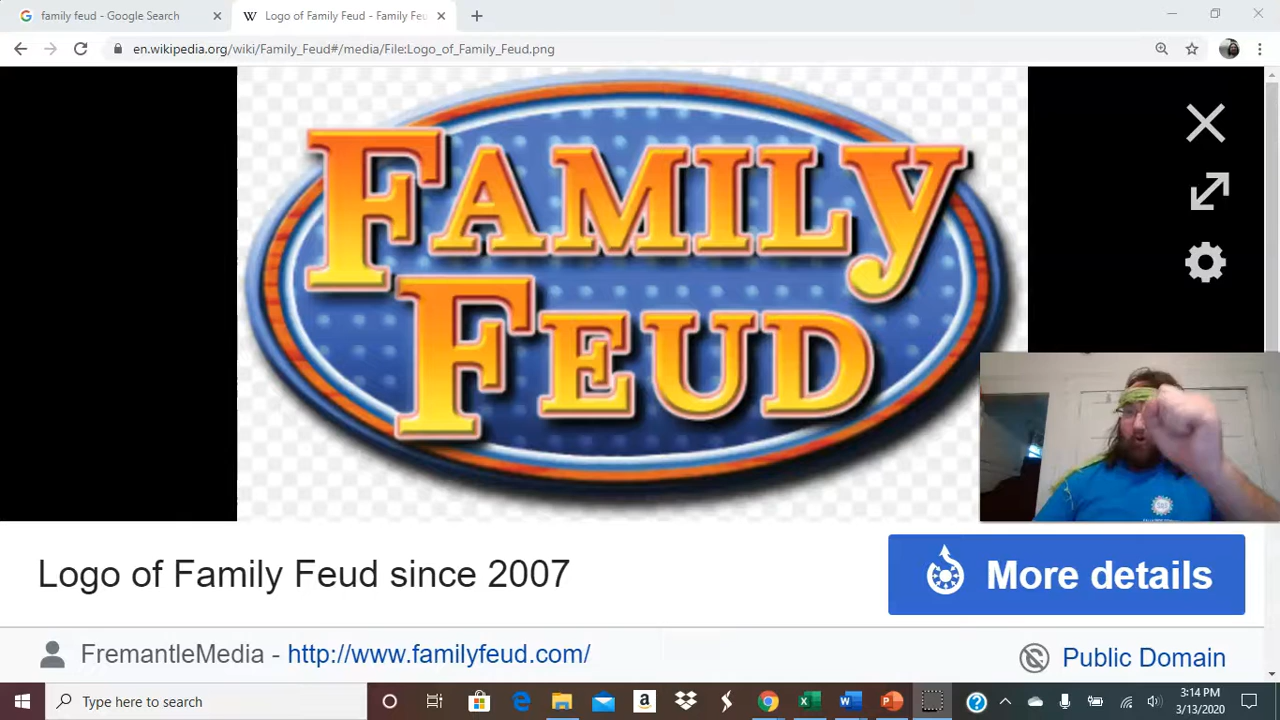 family feud - Google Search
Logo of Family Feud - Family Feu
en.wikipedia.org/wiki/Family_Feud#/media/File:Logo_of_Family_Feud.png
FAMILY
FEUD
Logo of Family Feud since 2007
More details
FremantleMedia - http://www.familyfeud.com/
Public Domain
Type here to search
3:14 PM
3/13/2020